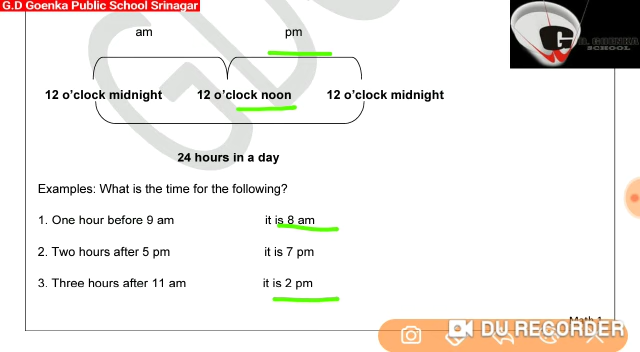 G.D Goenka Public School Srinagar
am pm
12 o'clock midnight 12 o'clock noon 12 o'clock midnight
24 hours in a day
Examples: What is the time for the following?
1. One hour before 9 am it is 8 am
2. Two hours after 5 pm it is 7 pm
3. Three hours after 11 am it is 2 pm
DU RECORDER
GOENKA
SCHOOL